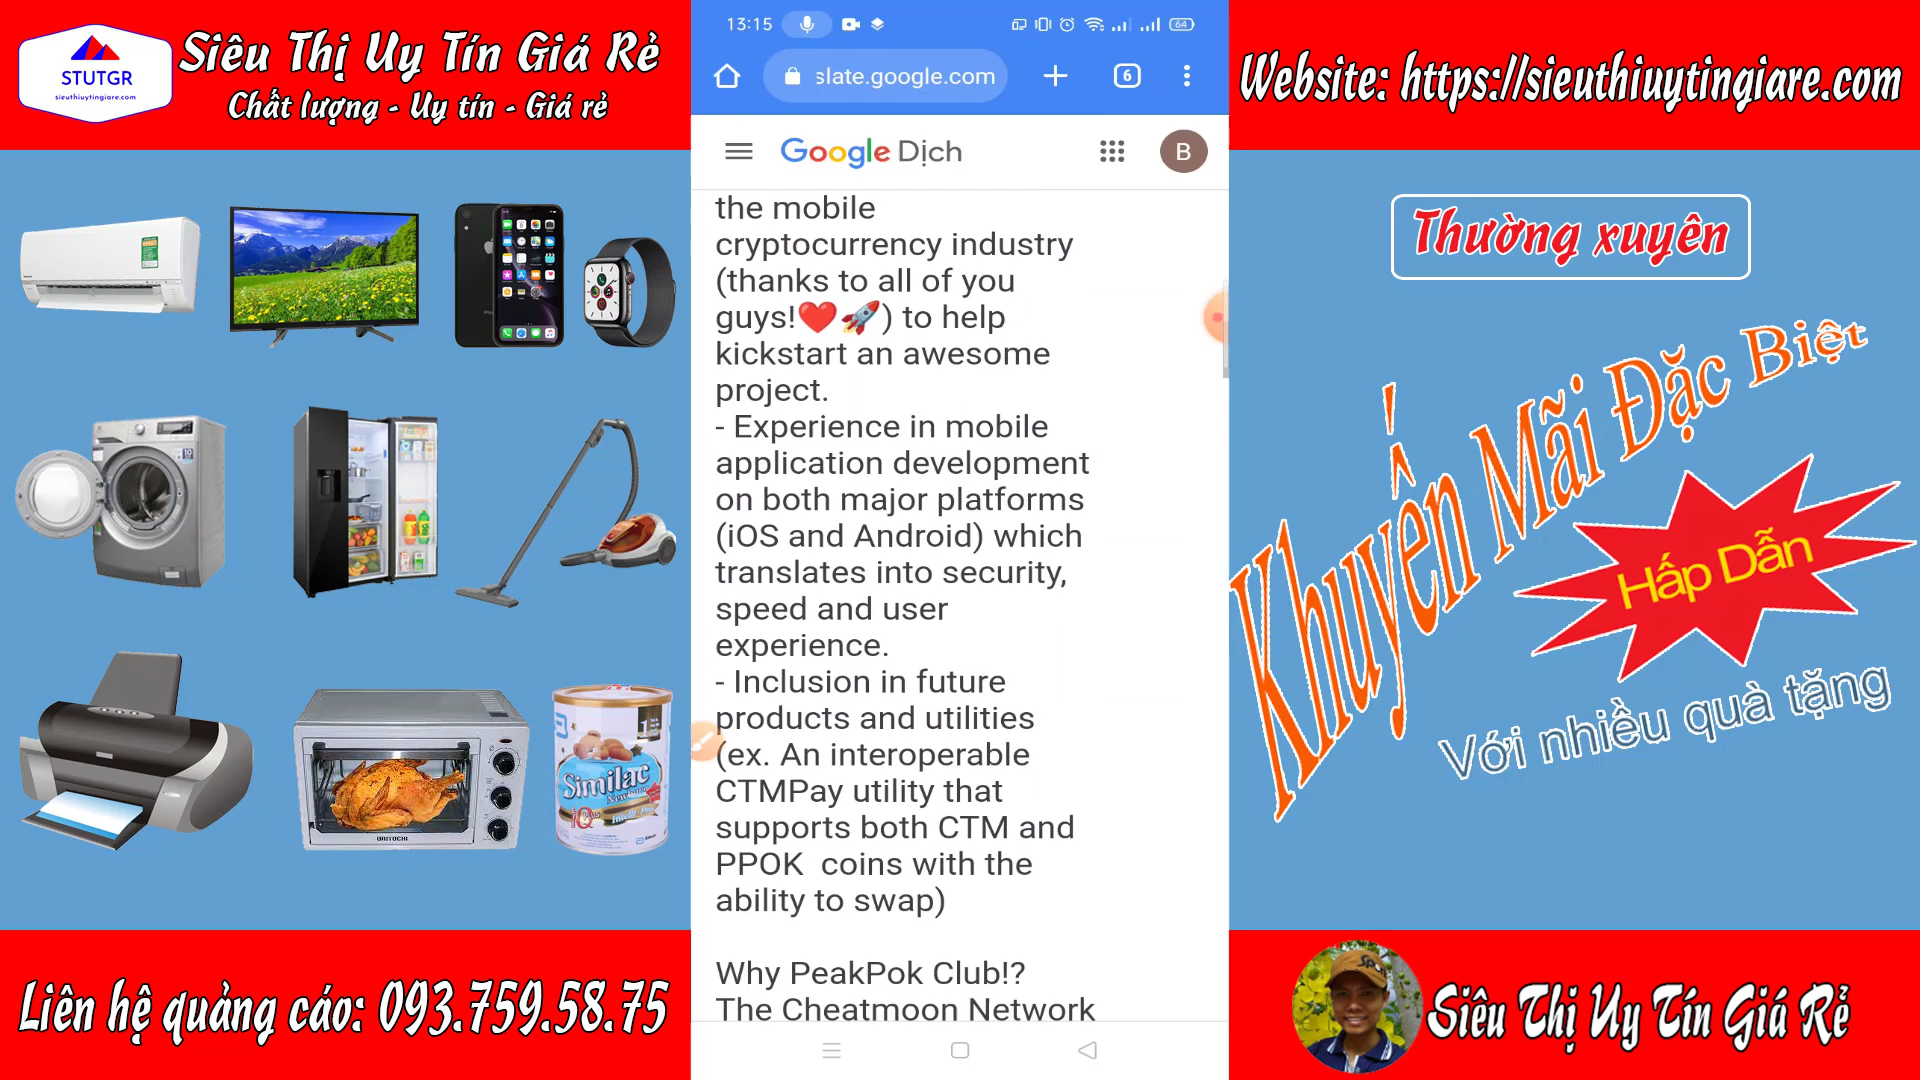 STUTGR
sieuthiuytingiare.com
Siêu Thị Uy Tín Giá Rẻ
Chất lượng - Uy tín - Giá rẻ
13:15
64
slate.google.com
6
Google Dịch
B
the mobile
cryptocurrency industry
(thanks to all of you
guys!❤️🚀) to help
kickstart an awesome
project.
- Experience in mobile
application development
on both major platforms
(iOS and Android) which
translates into security,
speed and user
experience.
- Inclusion in future
products and utilities
(ex. An interoperable
CTMPay utility that
supports both CTM and
PPOK  coins with the
ability to swap)
Why PeakPok Club!?
The Cheatmoon Network
Website: https://sieuthiuytingiare.com
Thường xuyên
Khuyến Mãi Đặc Biệt
Hấp Dẫn
Với nhiều quà tặng
Similac
1
IQ
Liên hệ quảng cáo: 093.759.58.75
Siêu Thị Uy Tín Giá Rẻ